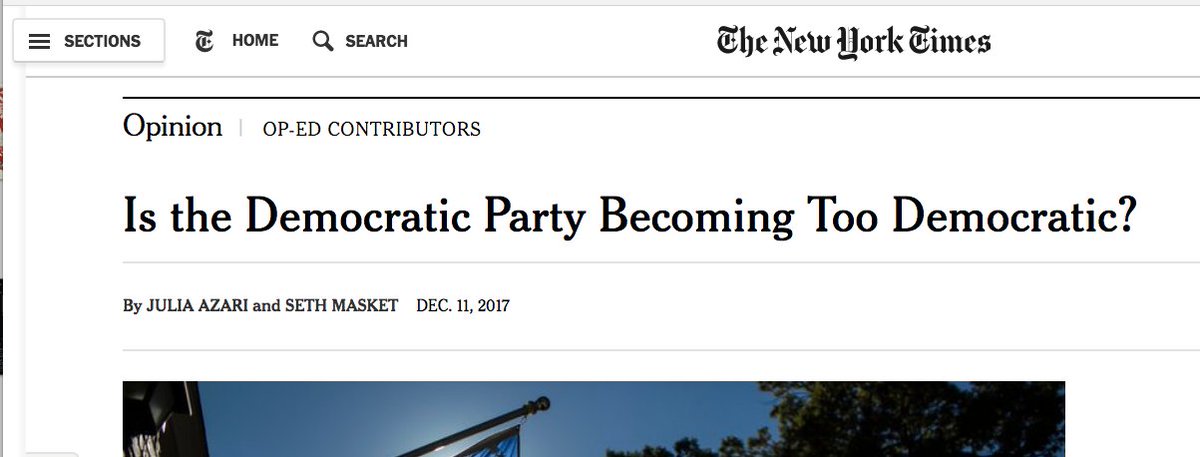 SECTIONS HOME SEARCH The New York Times
Opinion | OP-ED CONTRIBUTORS
Is the Democratic Party Becoming Too Democratic?
By JULIA AZARI and SETH MASKET DEC. 11, 2017